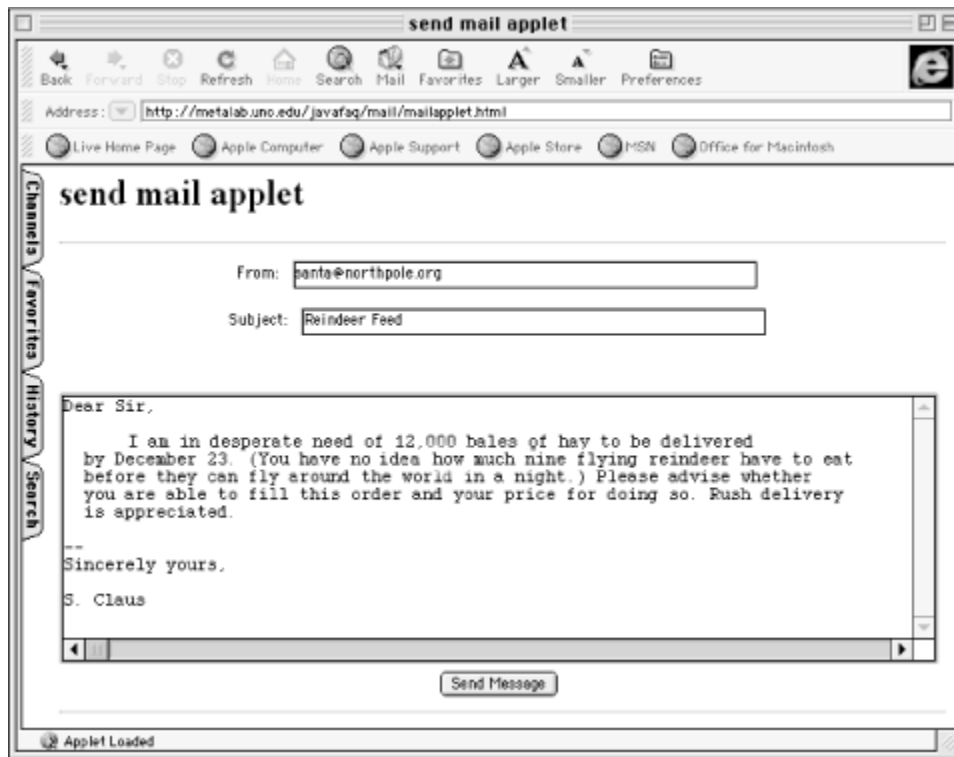 send mail applet
Back Forward Stop Refresh Home Search Mail Favorites Larger Smaller Preferences
Address: http://metalab.unc.edu/javafaq/mail/mailapplet.html
Live Home Page Apple Computer Apple Support Apple Store MSN Office for Macintosh
Channels
Favorites
History
Search
send mail applet
From: santa@northpole.org
Subject: Reindeer Feed
Dear Sir,
I am in desperate need of 12,000 bales of hay to be delivered
by December 23. (You have no idea how much nine flying reindeer have to eat
before they can fly around the world in a night.) Please advise whether
you are able to fill this order and your price for doing so. Rush delivery
is appreciated.
--
Sincerely yours,
S. Claus
Send Message
Applet Loaded